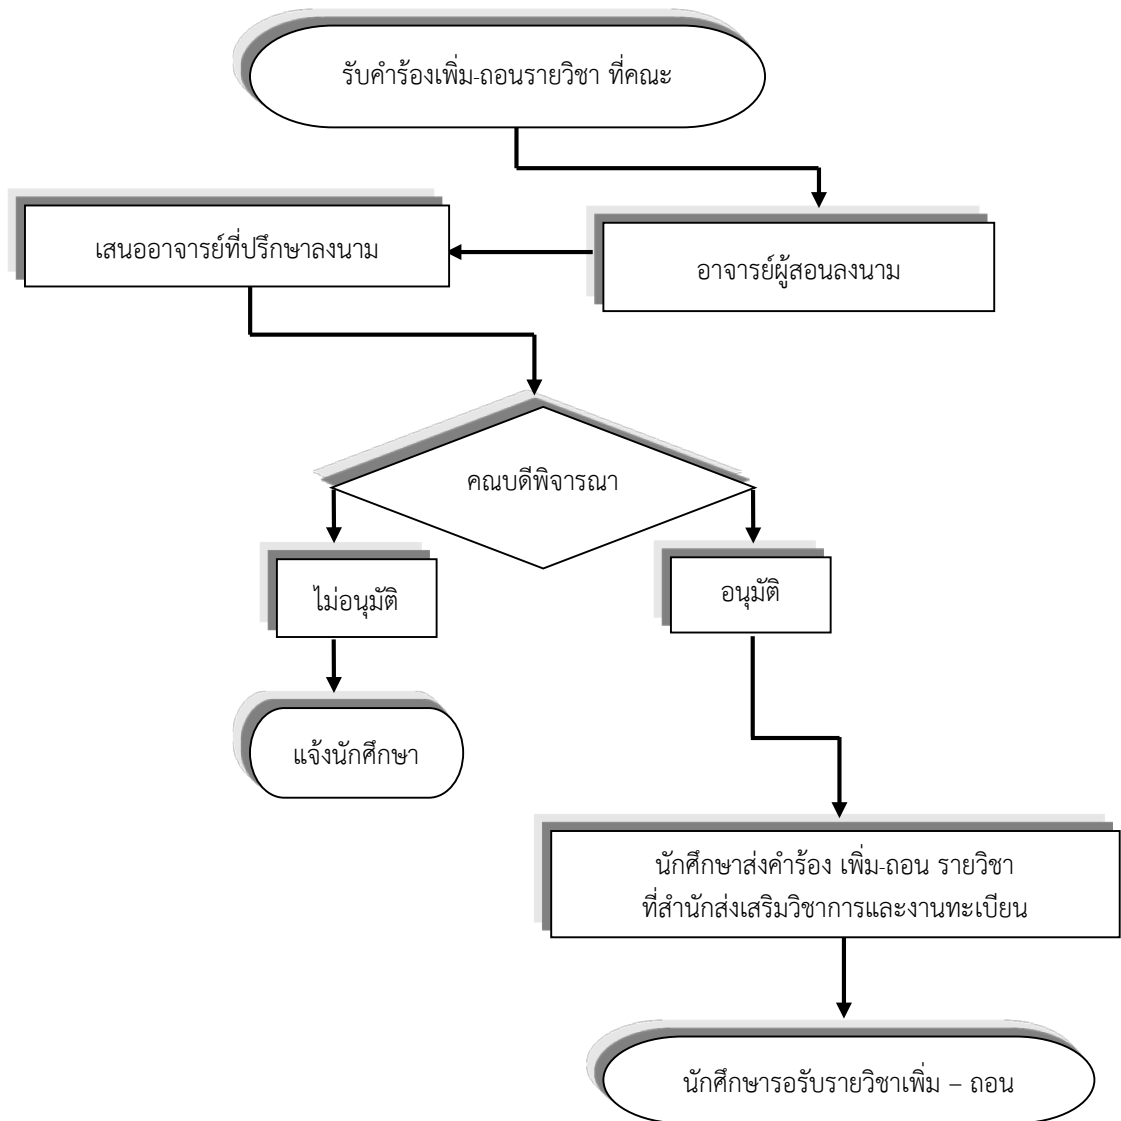 รับคำร้องเพิ่ม-ถอนรายวิชา ที่คณะ
เสนออาจารย์ที่ปรึกษาลงนาม
อาจารย์ผู้สอนลงนาม
คณบดีพิจารณา
ไม่อนุมัติ
อนุมัติ
แจ้งนักศึกษา
นักศึกษาส่งคำร้อง เพิ่ม-ถอน รายวิชา
ที่สำนักส่งเสริมวิชาการและงานทะเบียน
นักศึกษารอรับรายวิชาเพิ่ม – ถอน